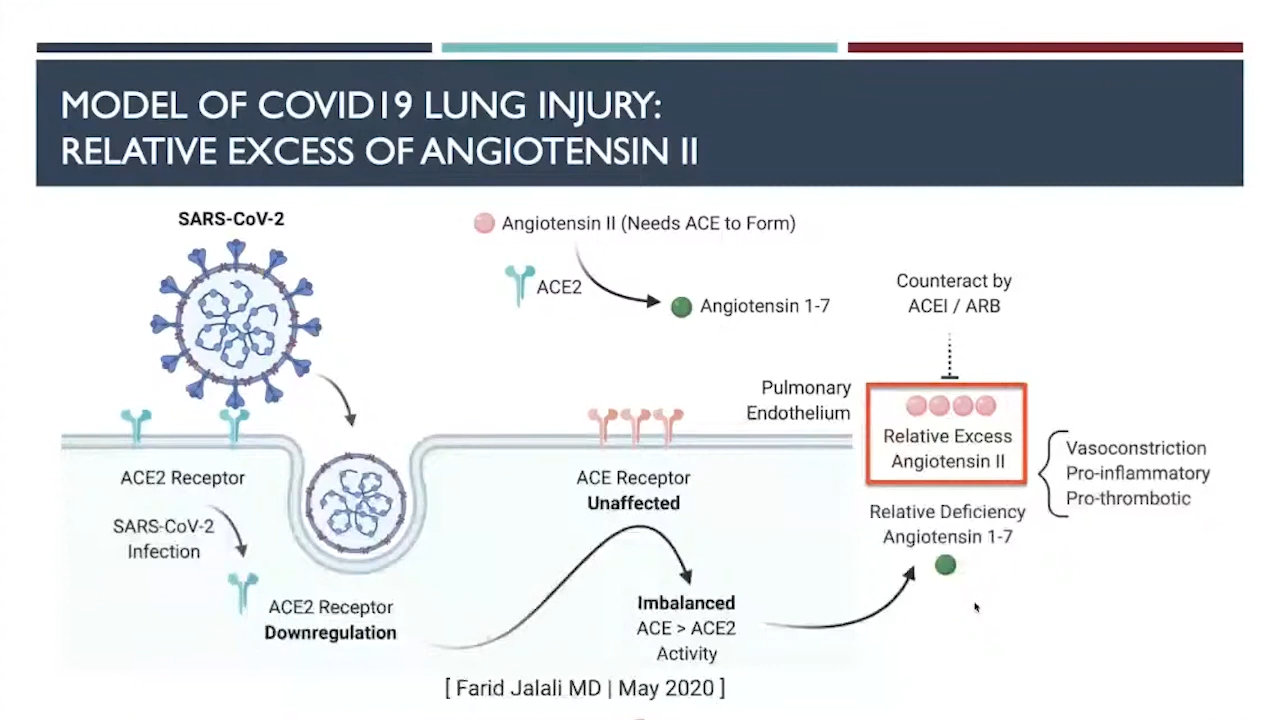 MODEL OF COVID19 LUNG INJURY:
RELATIVE EXCESS OF ANGIOTENSIN II
SARS-CoV-2
Angiotensin II (Needs ACE to Form)
ACE2
Angiotensin 1-7
Counteract by
ACEI / ARB
Pulmonary
Endothelium
Relative Excess
Angiotensin II
Vasoconstriction
Pro-inflammatory
Pro-thrombotic
Relative Deficiency
Angiotensin 1-7
ACE2 Receptor
SARS-CoV-2
Infection
ACE2 Receptor
Downregulation
ACE Receptor
Unaffected
Imbalanced
ACE > ACE2
Activity
[ Farid Jalali MD | May 2020 ]